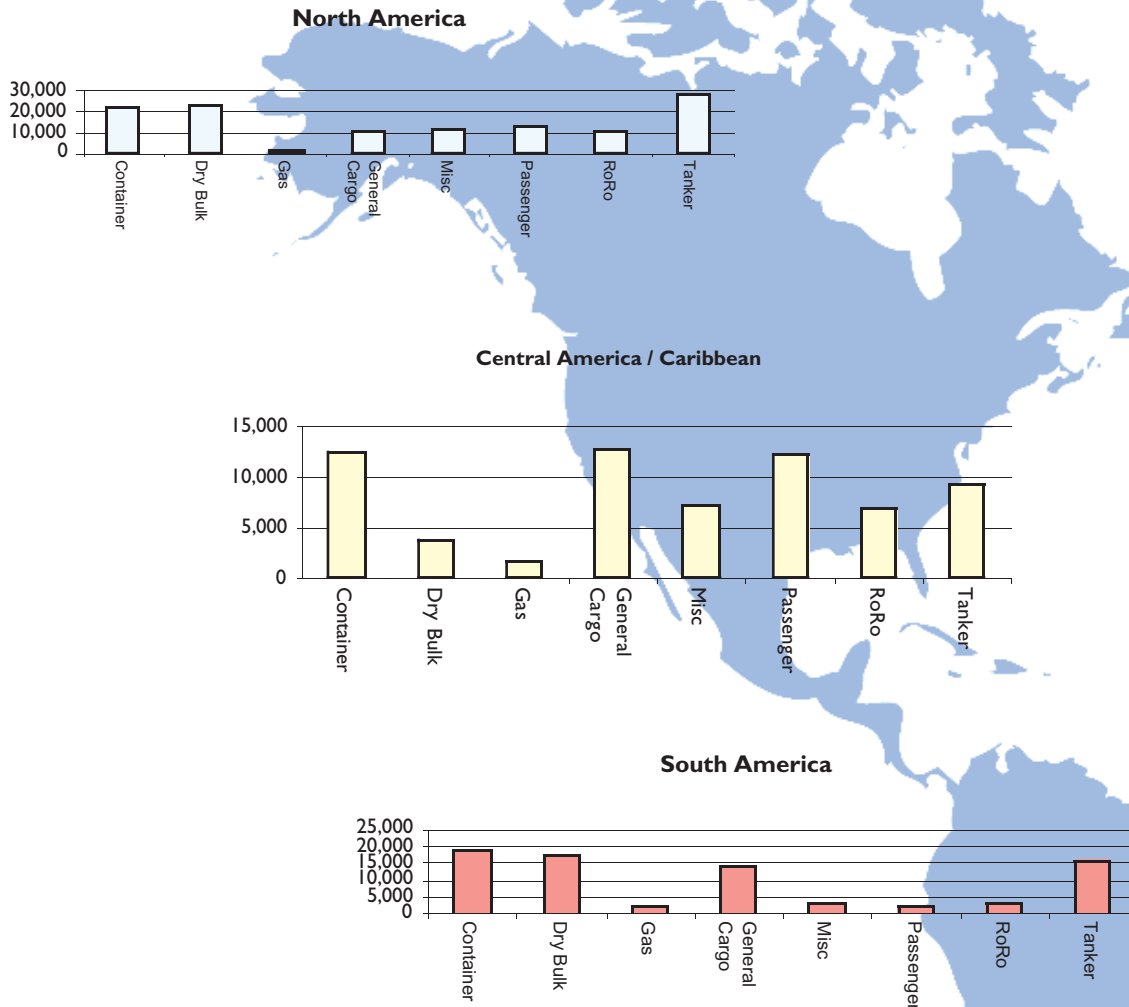 North America
30,000
20,000
10,000
0
Container
Dry Bulk
Gas
General
Cargo
Misc
Passenger
RoRo
Tanker
Central America / Caribbean
15,000
10,000
5,000
0
Container
Dry Bulk
Gas
General
Cargo
Misc
Passenger
RoRo
Tanker
South America
25,000
20,000
15,000
10,000
5,000
0
Container
Dry Bulk
Gas
General
Cargo
Misc
Passenger
RoRo
Tanker